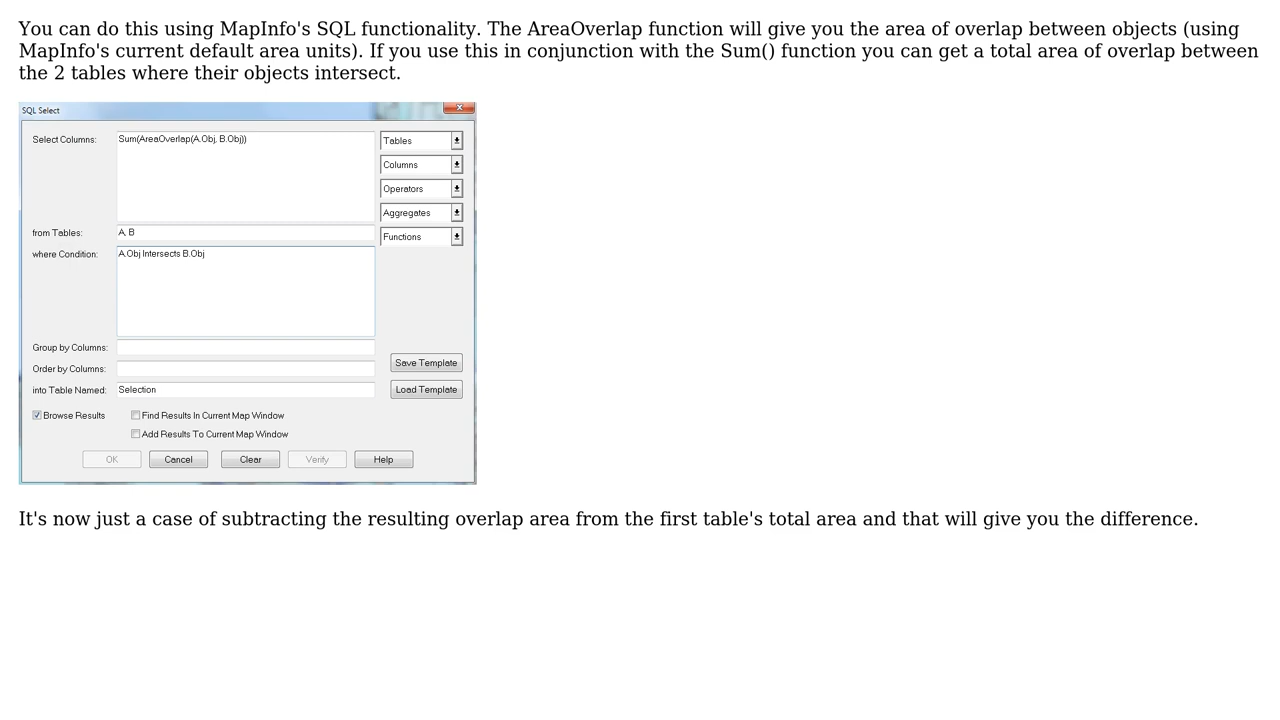 You can do this using MapInfo's SQL functionality. The AreaOverlap function will give you the area of overlap between objects (using
MapInfo's current default area units). If you use this in conjunction with the Sum() function you can get a total area of overlap between
the 2 tables where their objects intersect.
SQL Select
Select Columns: Sum(AreaOverlap(A.Obj, B.Obj)) Tables
Columns
Operators
Aggregates
from Tables: A, B
Functions
where Condition: A.Obj Intersects B.Obj
Group by Columns:
Save Template
Order by Columns:
into Table Named: Selection Load Template
Browse Results Find Results In Current Map Window
Add Results To Current Map Window
OK Cancel Clear Verify Help
It's now just a case of subtracting the resulting overlap area from the first table's total area and that will give you the difference.